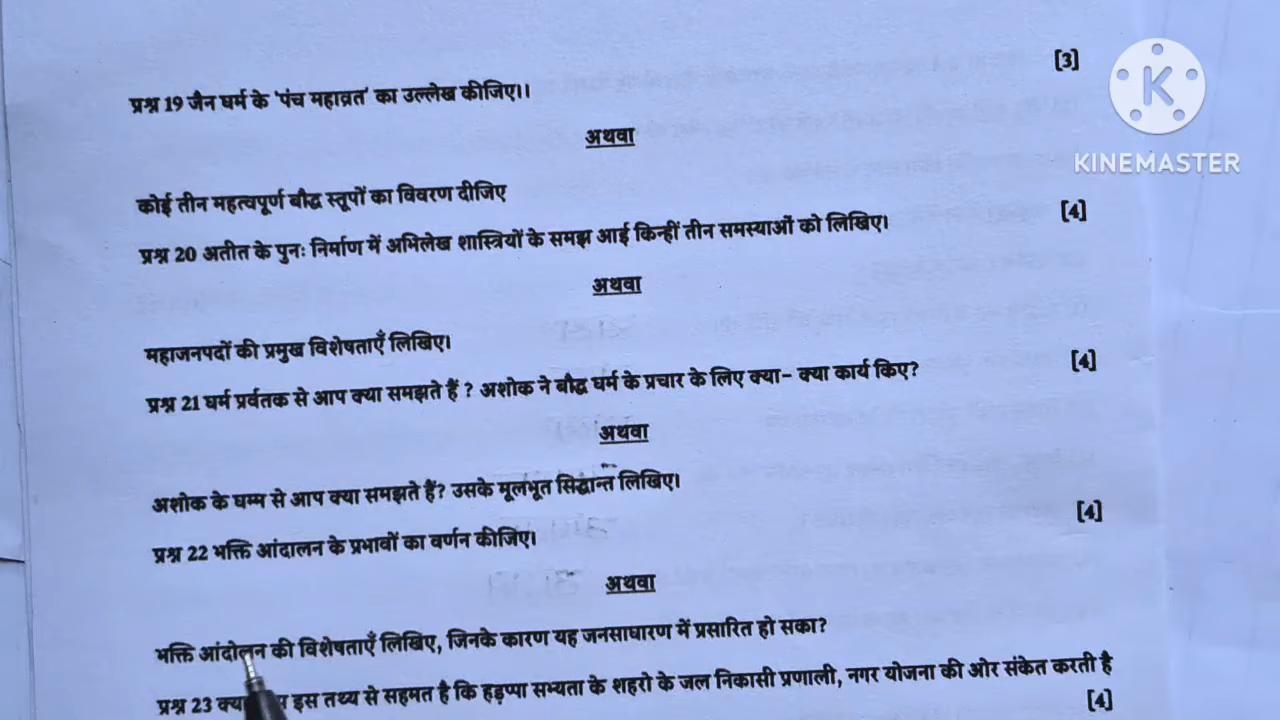 [3]
प्रश्न 19 जैन धर्म के 'पंच महाव्रत' का उल्लेख कीजिए।।
अथवा
कोई तीन महत्वपूर्ण बौद्ध स्तूपों का विवरण दीजिए
[4]
प्रश्न 20 अतीत के पुनः निर्माण में अभिलेख शास्त्रियों के समझ आई किन्हीं तीन समस्याओं को लिखिए।
अथवा
महाजनपदों की प्रमुख विशेषताएँ लिखिए।
[4]
प्रश्न 21 धर्म प्रर्वतक से आप क्या समझते हैं ? अशोक ने बौद्ध धर्म के प्रचार के लिए क्या- क्या कार्य किए?
अथवा
अशोक के धम्म से आप क्या समझते हैं? उसके मूलभूत सिद्धान्त लिखिए।
[4]
प्रश्न 22 भक्ति आंदालन के प्रभावों का वर्णन कीजिए।
अथवा
भक्ति आंदोलन की विशेषताएँ लिखिए, जिनके कारण यह जनसाधारण में प्रसारित हो सका?
प्रश्न 23 इस तथ्य से सहमत है कि हड़प्पा सभ्यता के शहरो के जल निकासी प्रणाली, नगर योजना की ओर संकेत करती है
[4]
K
KINEMASTER